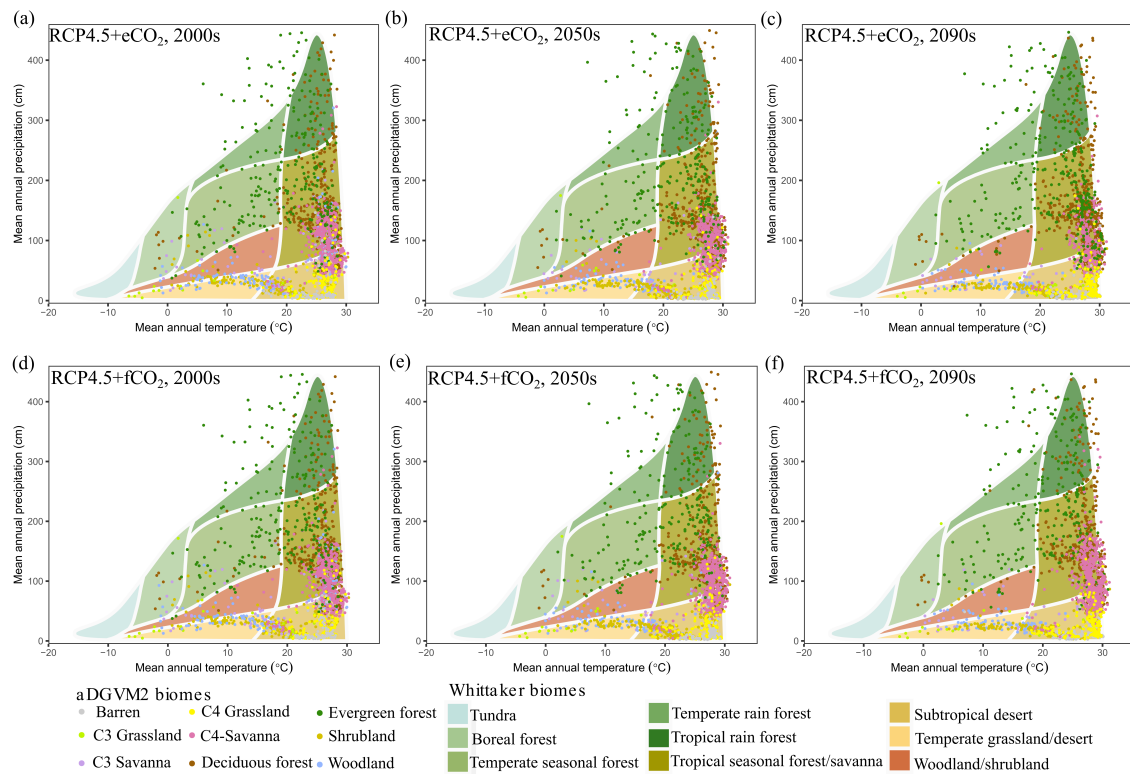 (a) (b) (c)
RCP4.5+eCO₂, 2000s RCP4.5+eCO₂, 2050s RCP4.5+eCO₂, 2090s
Mean annual precipitation (cm) Mean annual precipitation (cm) Mean annual precipitation (cm)
400 400 400
300 300 300
200 200 200
100 100 100
0 0 0
−20 −10 0 10 20 30 −20 −10 0 10 20 30 −20 −10 0 10 20 30
Mean annual temperature (°C) Mean annual temperature (°C) Mean annual temperature (°C)
(d) (e) (f)
RCP4.5+fCO₂, 2000s RCP4.5+fCO₂, 2050s RCP4.5+fCO₂, 2090s
Mean annual precipitation (cm) Mean annual precipitation (cm) Mean annual precipitation (cm)
400 400 400
300 300 300
200 200 200
100 100 100
0 0 0
−20 −10 0 10 20 30 −20 −10 0 10 20 30 −20 −10 0 10 20 30
Mean annual temperature (°C) Mean annual temperature (°C) Mean annual temperature (°C)
aDGVM2 biomes Whittaker biomes
Barren C4 Grassland Evergreen forest Tundra Temperate rain forest Subtropical desert
C3 Grassland C4-Savanna Shrubland Boreal forest Tropical rain forest Temperate grassland/desert
C3 Savanna Deciduous forest Woodland Temperate seasonal forest Tropical seasonal forest/savanna Woodland/shrubland